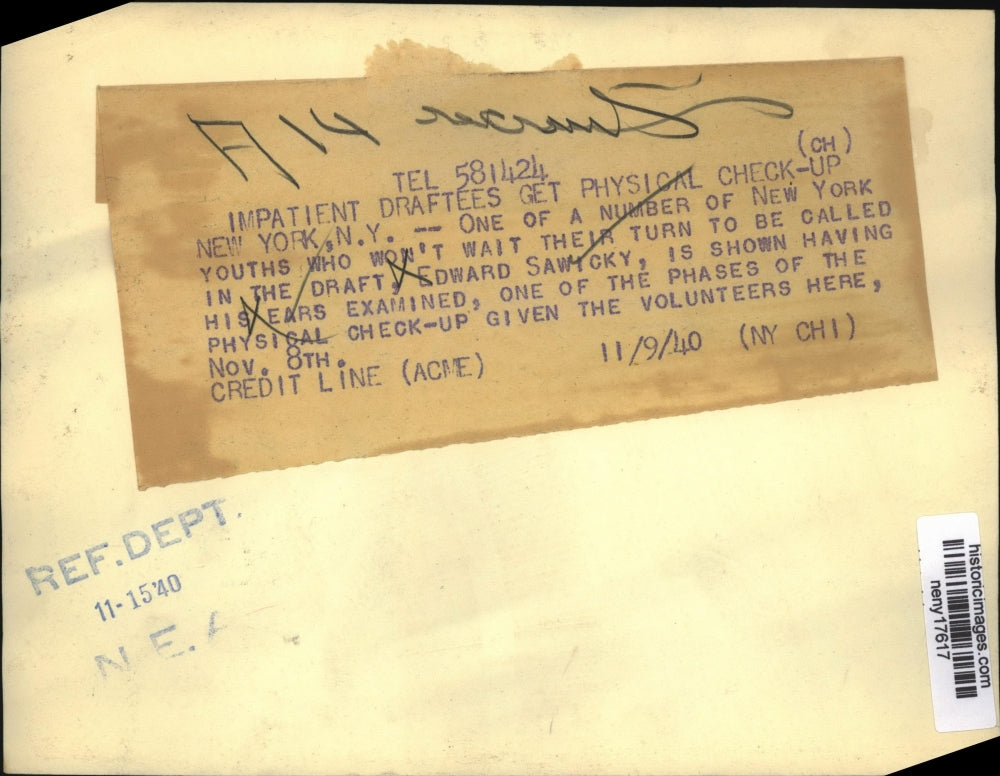 (CH)
TEL 581424
IMPATIENT DRAFTEES GET PHYSICAL CHECK-UP
NEW YORK, N.Y. -- ONE OF A NUMBER OF NEW YORK
YOUTHS WHO WON'T WAIT THEIR TURN TO BE CALLED
IN THE DRAFT, EDWARD SAWICKY, IS SHOWN HAVING
HIS EARS EXAMINED, ONE OF THE PHASES OF THE
PHYSICAL CHECK-UP GIVEN THE VOLUNTEERS HERE,
NOV. 8TH.
CREDIT LINE (ACME) 11/9/40 (NY CHI)
REF. DEPT.
11-15'40
N. E. A
historicimages.com
neny17617